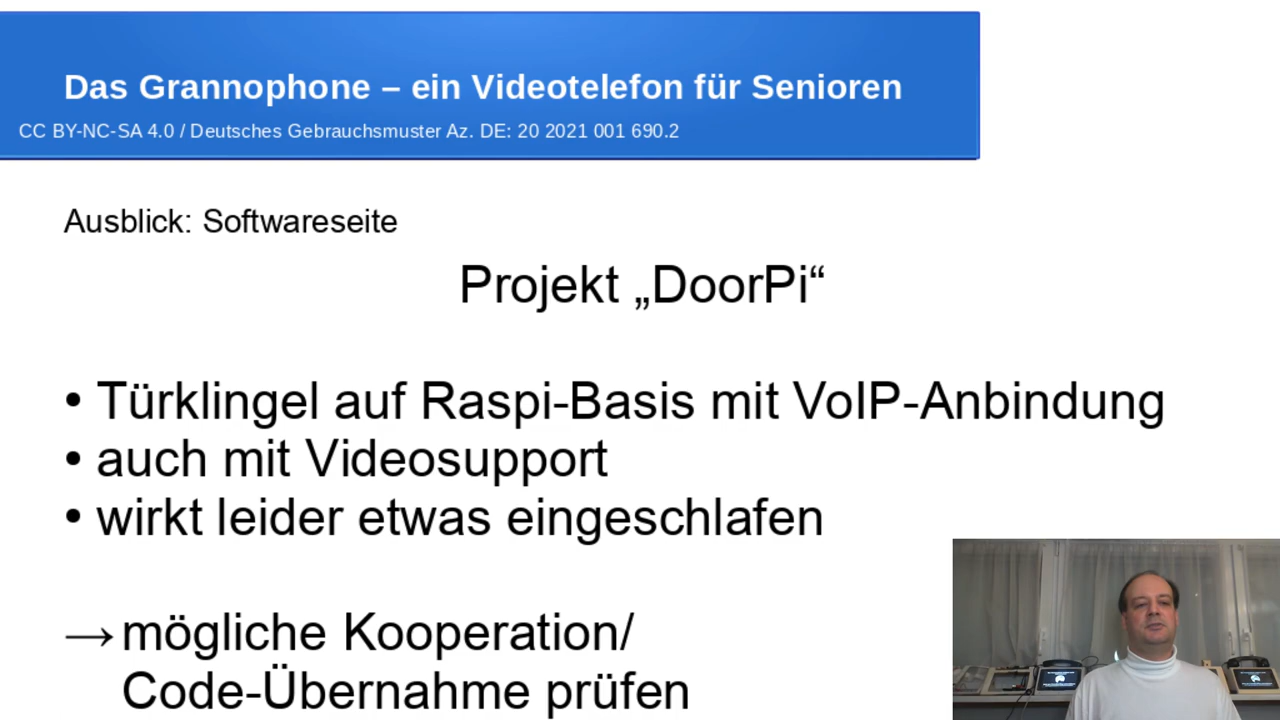 Das Grannophone – ein Videotelefon für Senioren
CC BY-NC-SA 4.0 / Deutsches Gebrauchsmuster Az. DE: 20 2021 001 690.2
Ausblick: Softwareseite
Projekt „DoorPi“
• Türklingel auf Raspi-Basis mit VoIP-Anbindung
• auch mit Videosupport
• wirkt leider etwas eingeschlafen
→ mögliche Kooperation/
Code-Übernahme prüfen